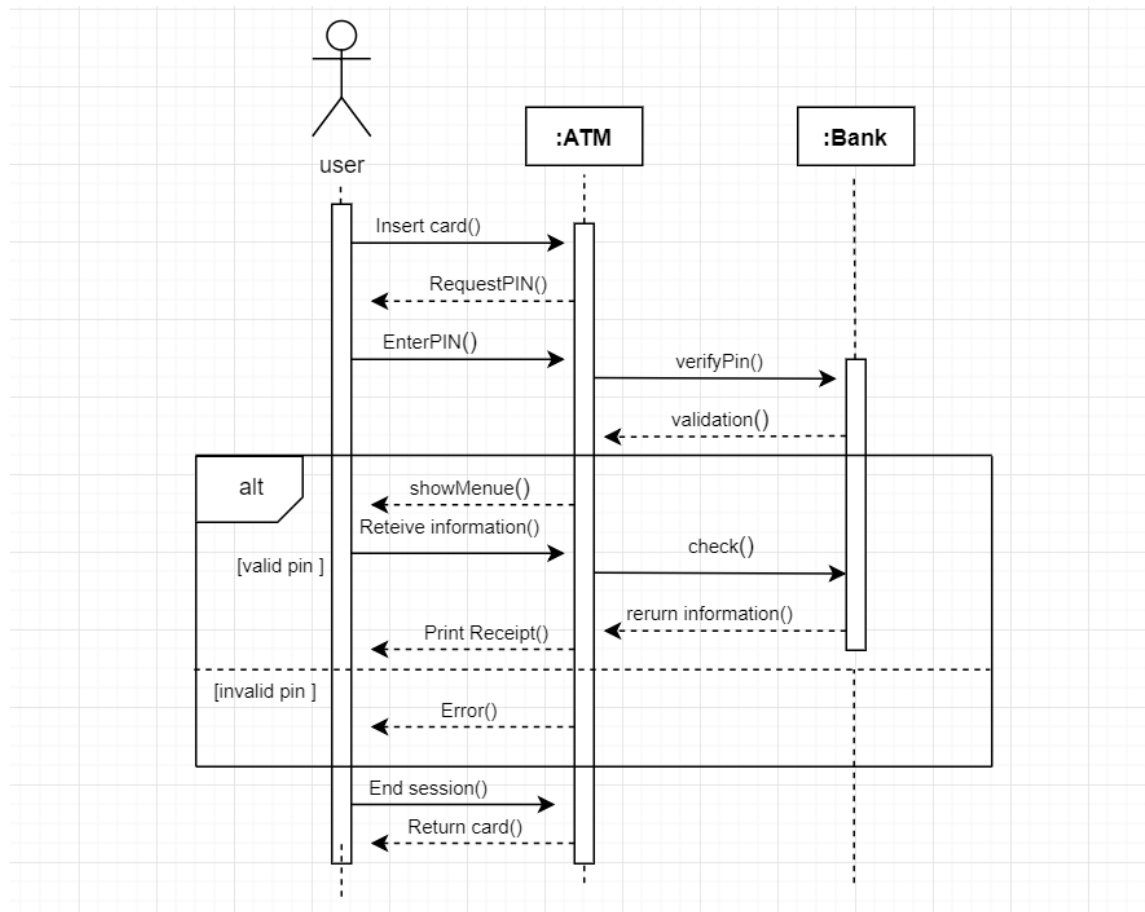 user
:ATM
:Bank
Insert card()
RequestPIN()
EnterPIN()
verifyPin()
validation()
alt
showMenue()
Reteive information()
check()
[valid pin ]
rerurn information()
Print Receipt()
[invalid pin ]
Error()
End session()
Return card()